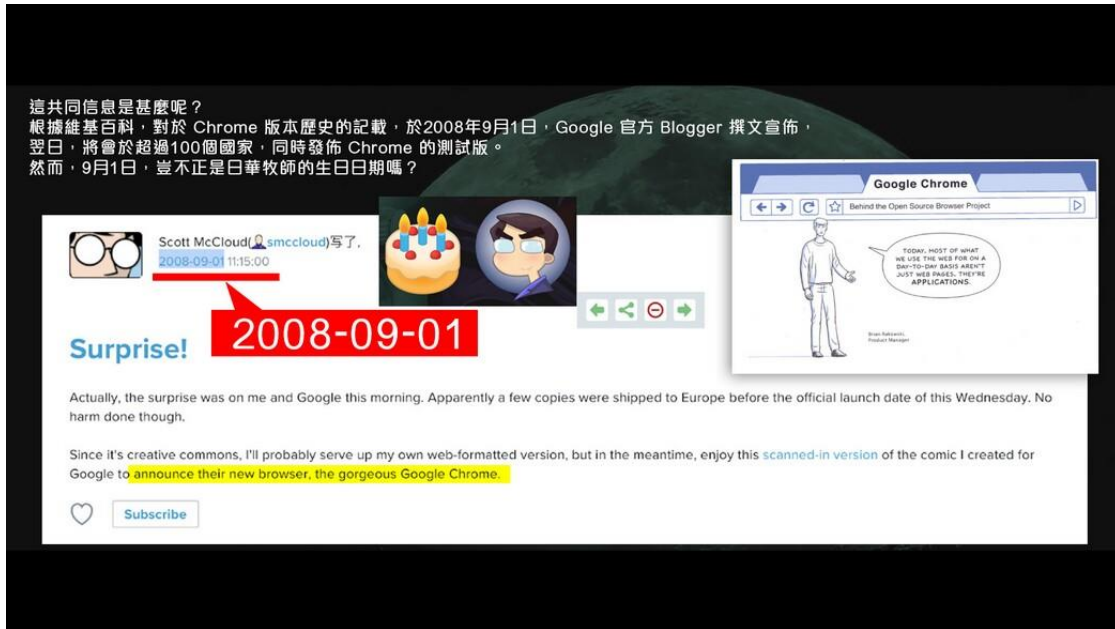 這共同信息是甚麼呢？
根據維基百科，對於 Chrome 版本歷史的記載，於2008年9月1日，Google 官方 Blogger 撰文宣佈，
翌日，將會於超過100個國家，同時發佈 Chrome 的測試版。
然而，9月1日，豈不正是日華牧師的生日日期嗎？
Google Chrome
Behind the Open Source Browser Project
TODAY, MOST OF WHAT
WE USE THE WEB FOR ON A
DAY-TO-DAY BASIS AREN'T
JUST WEB PAGES, THEY'RE
APPLICATIONS.
Brian Rakowski,
Product Manager
Scott McCloud(smccloud)写了,
2008-09-01 11:15:00
2008-09-01
Surprise!
Actually, the surprise was on me and Google this morning. Apparently a few copies were shipped to Europe before the official launch date of this Wednesday. No
harm done though.
Since it's creative commons, I'll probably serve up my own web-formatted version, but in the meantime, enjoy this scanned-in version of the comic I created for
Google to announce their new browser, the gorgeous Google Chrome.
Subscribe